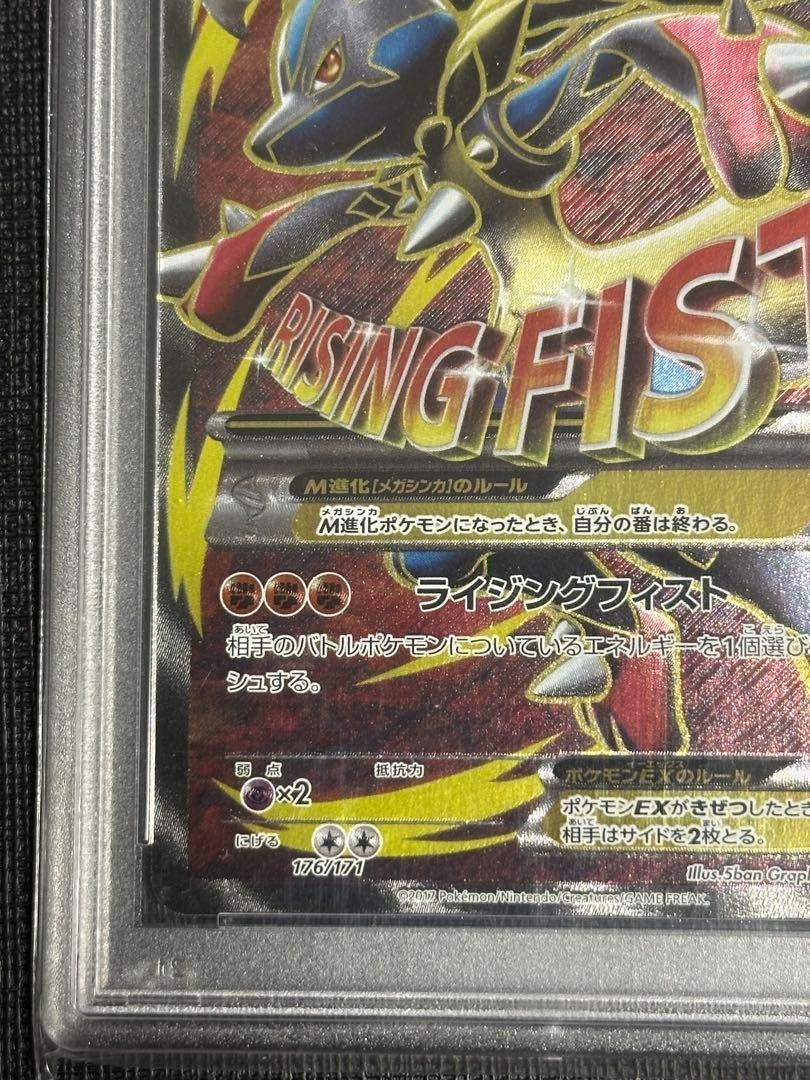 RISING FIST
M進化[メガシンカ]のルール
M進化ポケモンになったとき、自分の番は終わる。
ライジングフィスト
相手のバトルポケモンについているエネルギーを1個選び
シュする。
弱点 抵抗力
×2
にげる
176/171
ポケモンEXのルール
ポケモンEXがきぜつしたとき
相手はサイドを2枚とる。
Illus.5ban Graph
©2017 Pokémon/Nintendo/Creatures/GAME FREAK.